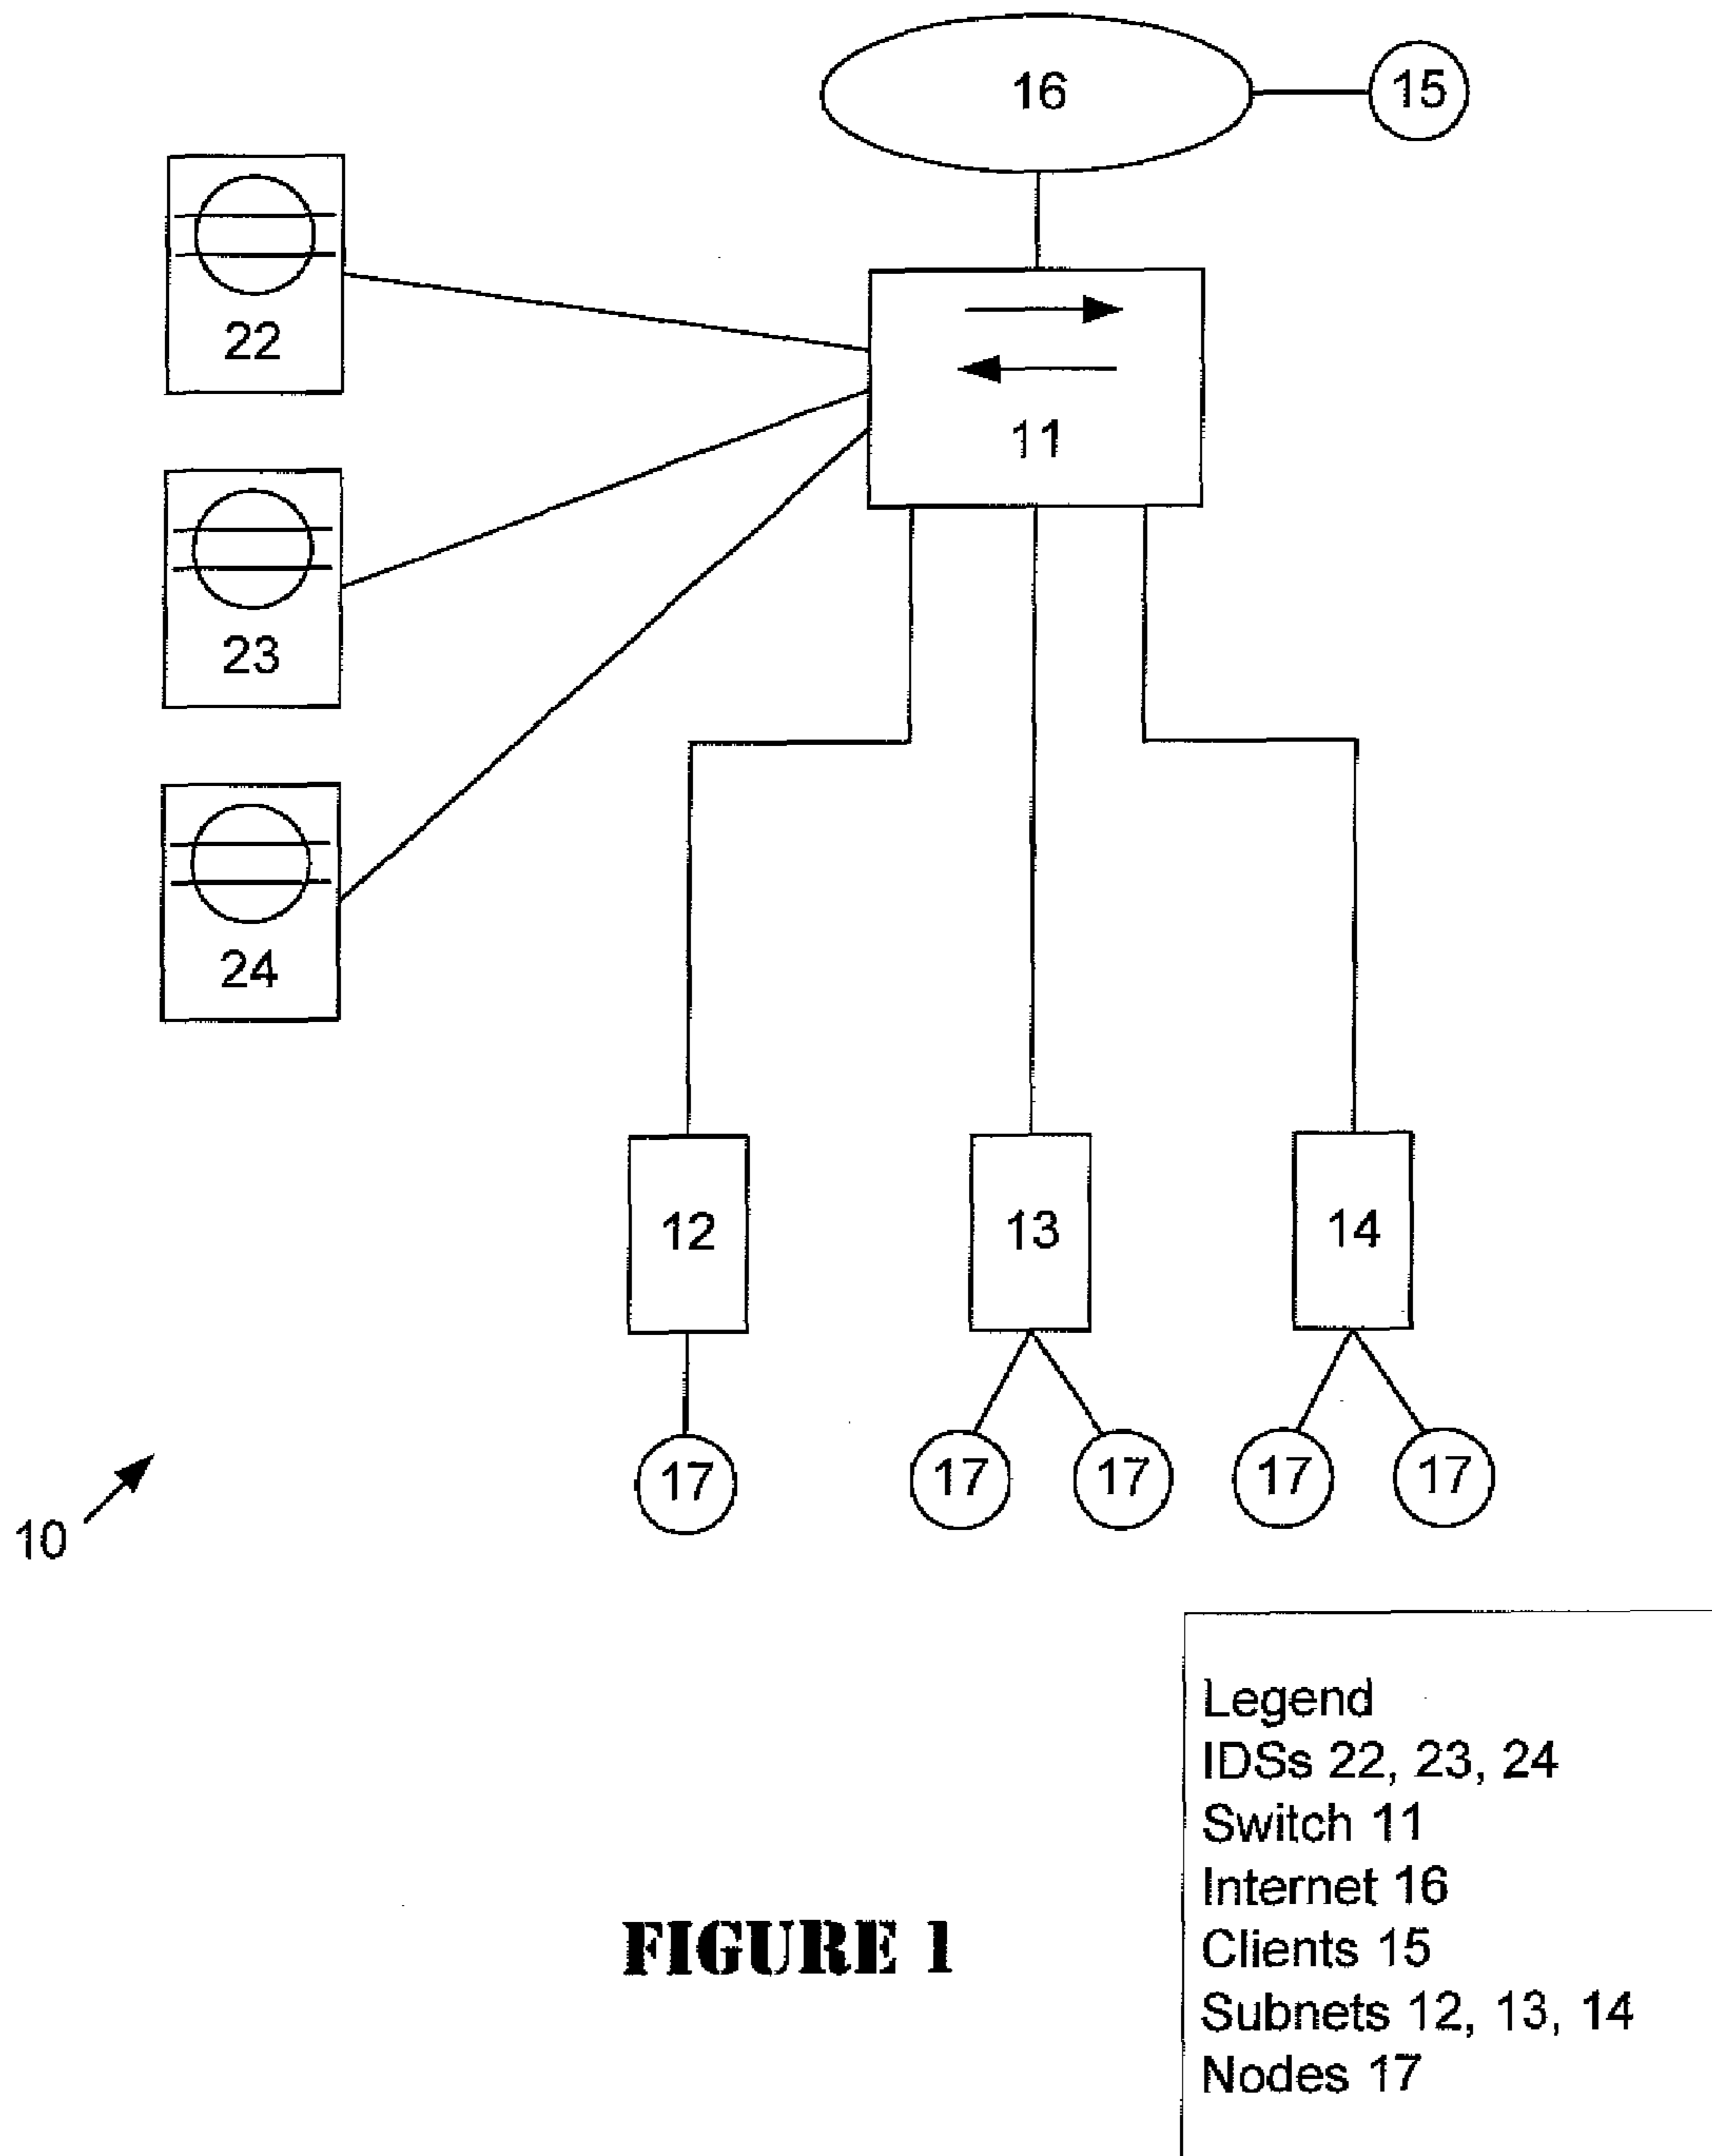 16
15
22
11
23
24
12
13
14
17
17
17
17
17
10
Legend
IDSs 22, 23, 24
Switch 11
Internet 16
Clients 15
Subnets 12, 13, 14
Nodes 17
FIGURE 1